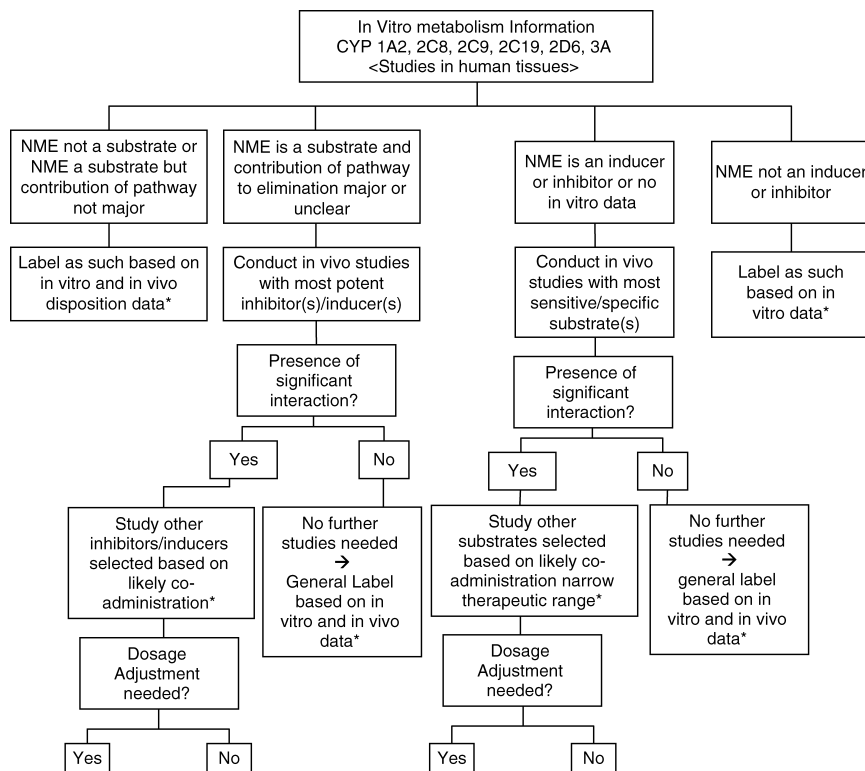 In Vitro metabolism Information
CYP 1A2, 2C8, 2C9, 2C19, 2D6, 3A
<Studies in human tissues>
NME not a substrate or
NME a substrate but
contribution of pathway
not major
NME is a substrate and
contribution of pathway
to elimination major or
unclear
NME is an inducer
or inhibitor or no
in vitro data
NME not an inducer
or inhibitor
Label as such based on
in vitro and in vivo
disposition data*
Conduct in vivo studies
with most potent
inhibitor(s)/inducer(s)
Conduct in vivo
studies with most
sensitive/specific
substrate(s)
Label as such
based on in
vitro data*
Presence of
significant
interaction?
Presence of
significant
interaction?
Yes
No
Yes
No
Study other
inhibitors/inducers
selected based on
likely co-
administration*
No further
studies needed
→
General Label
based on in
vitro and in vivo
data*
Study other
substrates selected
based on likely co-
administration narrow
therapeutic range*
No further
studies needed
→
general label
based on in
vitro and in vivo
data*
Dosage
Adjustment
needed?
Dosage
Adjustment
needed?
Yes
No
Yes
No